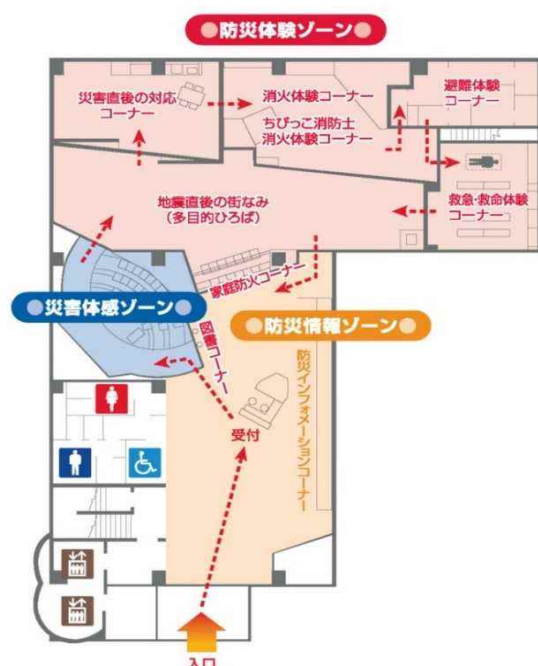 防災体験ゾーン
災害直後の対応
コーナー
消火体験コーナー
ちびっこ消防士
消火体験コーナー
避難体験
コーナー
救急・救命体験
コーナー
地震直後の街なみ
(多目的ひろば)
家庭防火コーナー
災害体感ゾーン
防災情報ゾーン
図書コーナー
防災インフォメーションコーナー
受付
入口